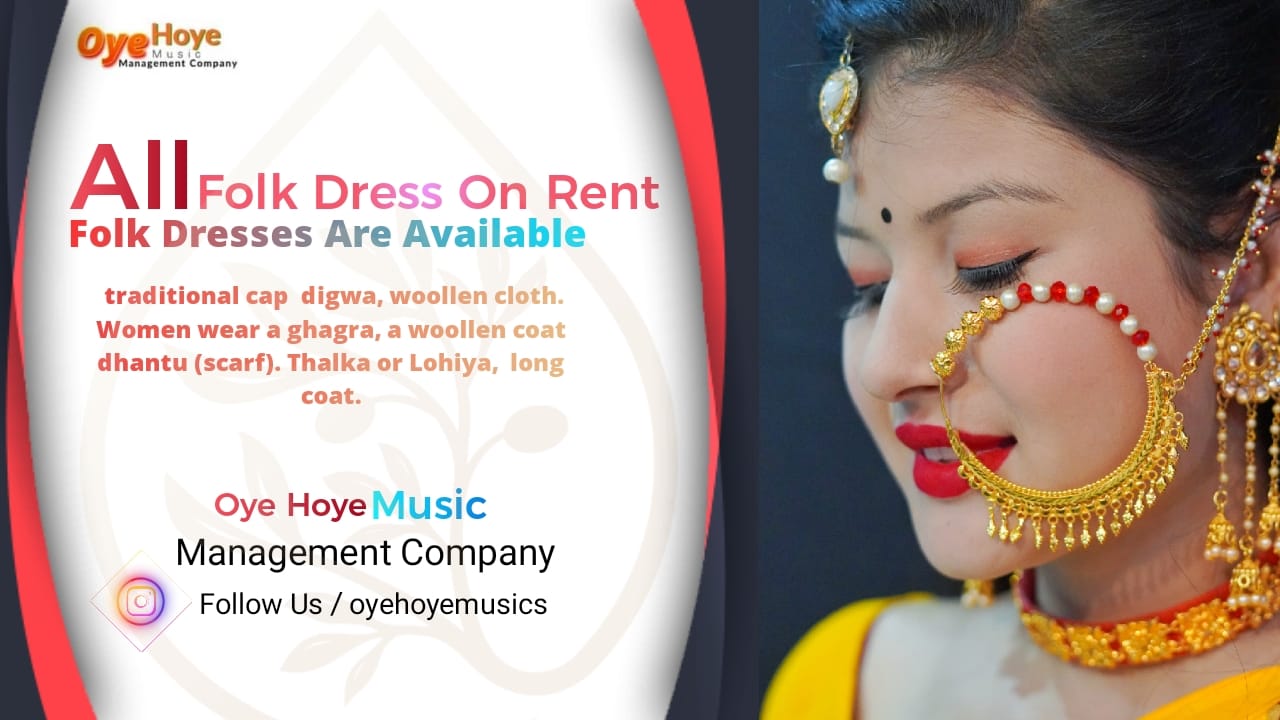 Oye Hoye
Music
Management Company
All Folk Dress On Rent
Folk Dresses Are Available
traditional cap digwa, woollen cloth.
Women wear a ghagra, a woollen coat
dhantu (scarf). Thalka or Lohiya, long
coat.
Oye Hoye Music
Management Company
Follow Us / oyehoyemusics